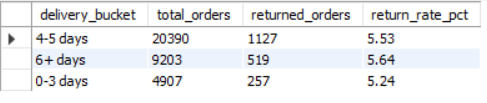 delivery_bucket total_orders returned_orders return_rate_pct
4-5 days 20390 1127 5.53
6+ days 9203 519 5.64
0-3 days 4907 257 5.24